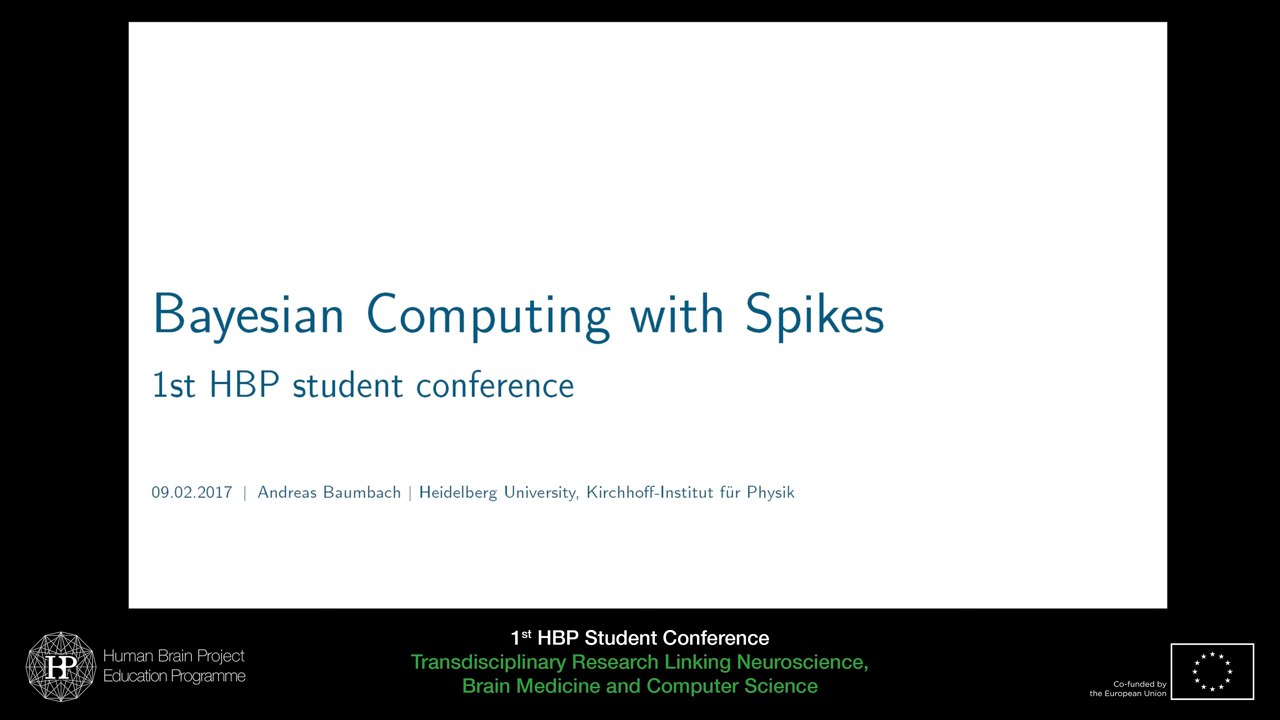 Bayesian Computing with Spikes
1st HBP student conference
09.02.2017 | Andreas Baumbach | Heidelberg University, Kirchhoff-Institut für Physik
HP
Human Brain Project
Education Programme
1st HBP Student Conference
Transdisciplinary Research Linking Neuroscience,
Brain Medicine and Computer Science
Co-funded by
the European Union